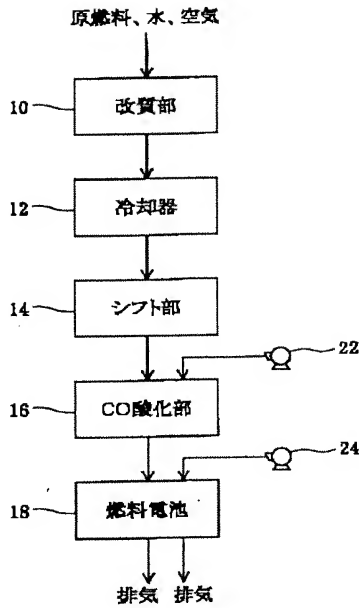 原燃料、水、空気
10
改質部
12
冷却器
14
シフト部
22
16
CO酸化部
24
18
燃料電池
排気 排気